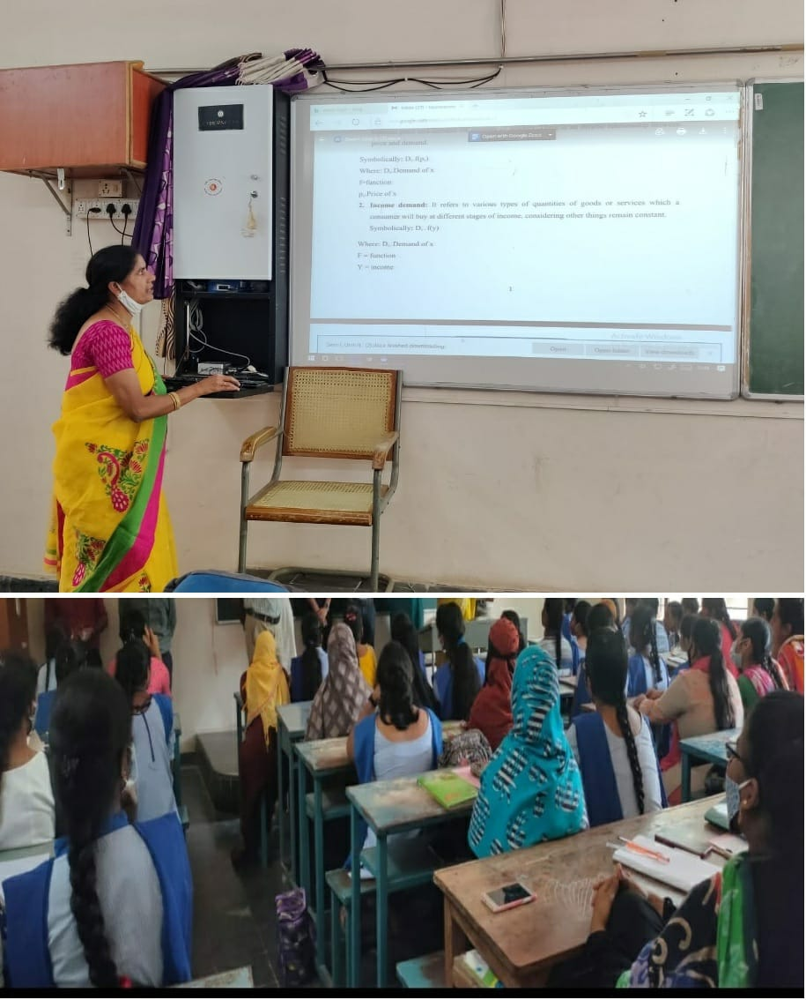 Open with Google Docs
price and demand.
Symbolically: Dₓ f(pₓ)
Where: Dₓ Demand of x
f=function
pₓ Price of x
2. Income demand: It refers to various types of quantities of goods or services which a
consumer will buy at different stages of income, considering other things remain constant.
Symbolically: Dₓ f(y)
Where: Dₓ Demand of x
F = function
Y = income
1
Activate Windows
finished downloading.
Open
Open folder
View downloads